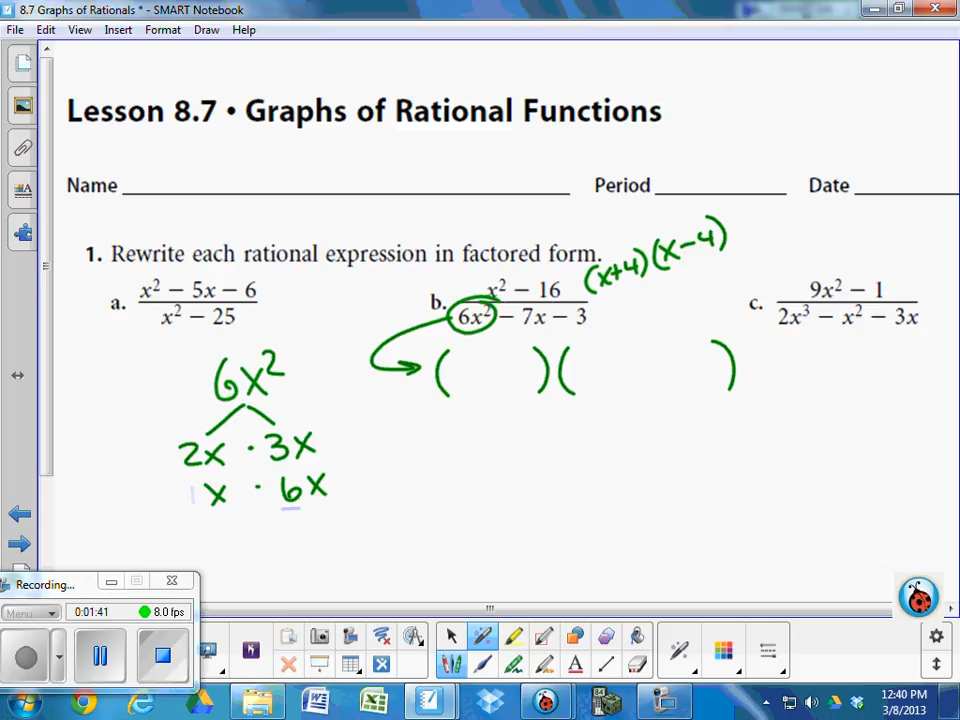 8.7 Graphs of Rationals * - SMART Notebook
File Edit View Insert Format Draw Help
Lesson 8.7 • Graphs of Rational Functions
Name Period Date
1. Rewrite each rational expression in factored form.
(x+4)(x-4)
a. x² − 5x − 6 / x² − 25
b. x² − 16 / 6x² − 7x − 3
c. 9x² − 1 / 2x³ − x² − 3x
( )( )
6x²
2x · 3x
1x · 6x
Recording...
Menu 0:01:41 8.0 fps
12:40 PM
3/8/2013